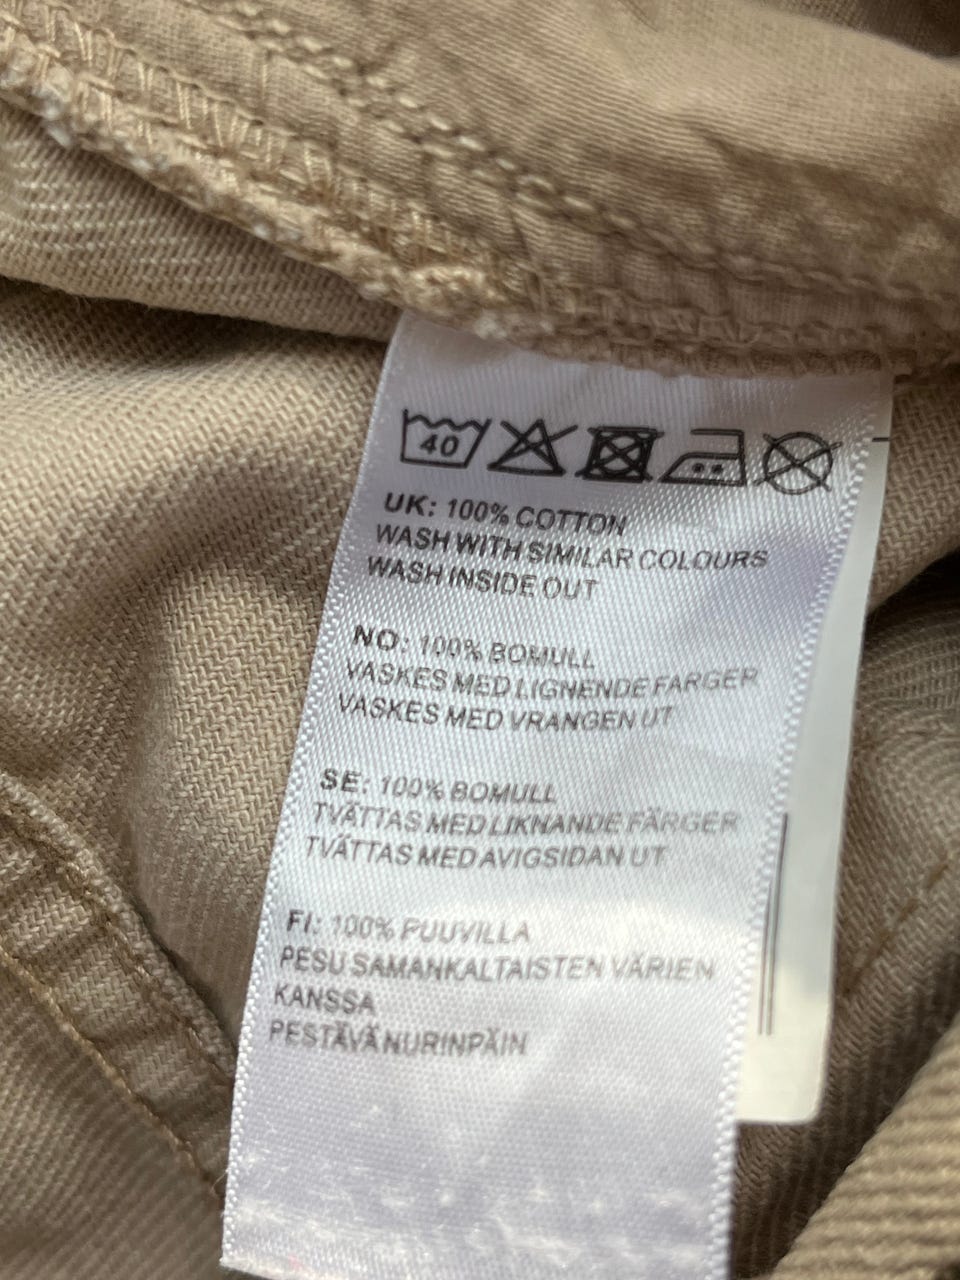 40
UK: 100% COTTON
WASH WITH SIMILAR COLOURS
WASH INSIDE OUT
NO: 100% BOMULL
VASKES MED LIGNENDE FARGER
VASKES MED VRANGEN UT
SE: 100% BOMULL
TVÄTTAS MED LIKNANDE FÄRGER
TVÄTTAS MED AVIGSIDAN UT
FI: 100% PUUVILLA
PESU SAMANKALTAISTEN VÄRIEN
KANSSA
PESTÄVÄ NURINPÄIN